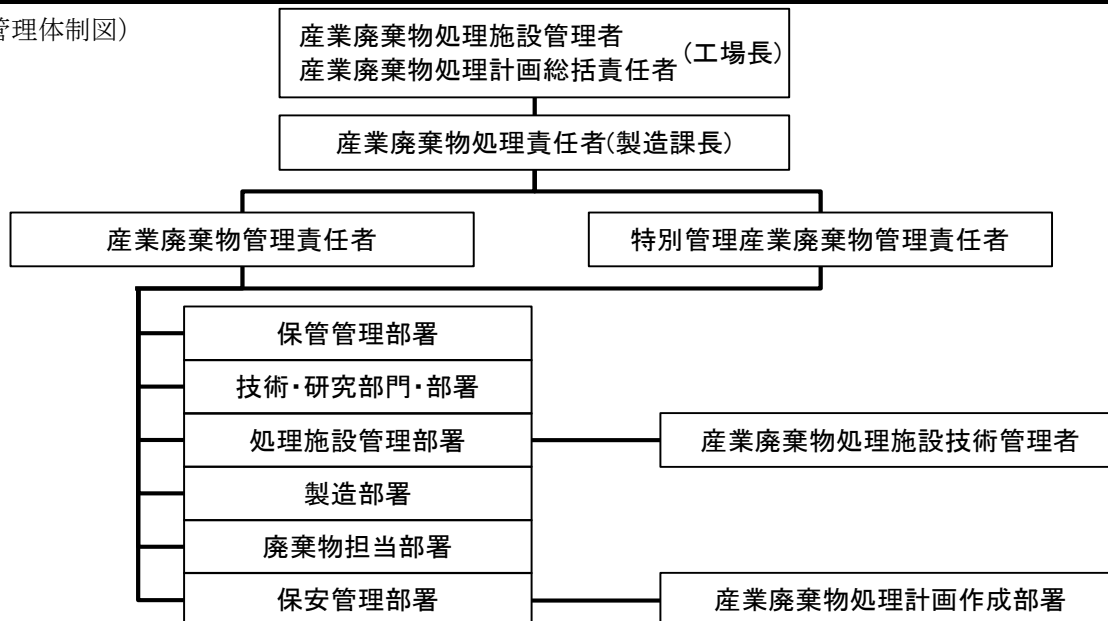 管理体制図）
産業廃棄物処理施設管理者
産業廃棄物処理計画総括責任者
(工場長)
産業廃棄物処理責任者(製造課長)
産業廃棄物管理責任者
特別管理産業廃棄物管理責任者
保管管理部署
技術・研究部門・部署
処理施設管理部署
産業廃棄物処理施設技術管理者
製造部署
廃棄物担当部署
保安管理部署
産業廃棄物処理計画作成部署